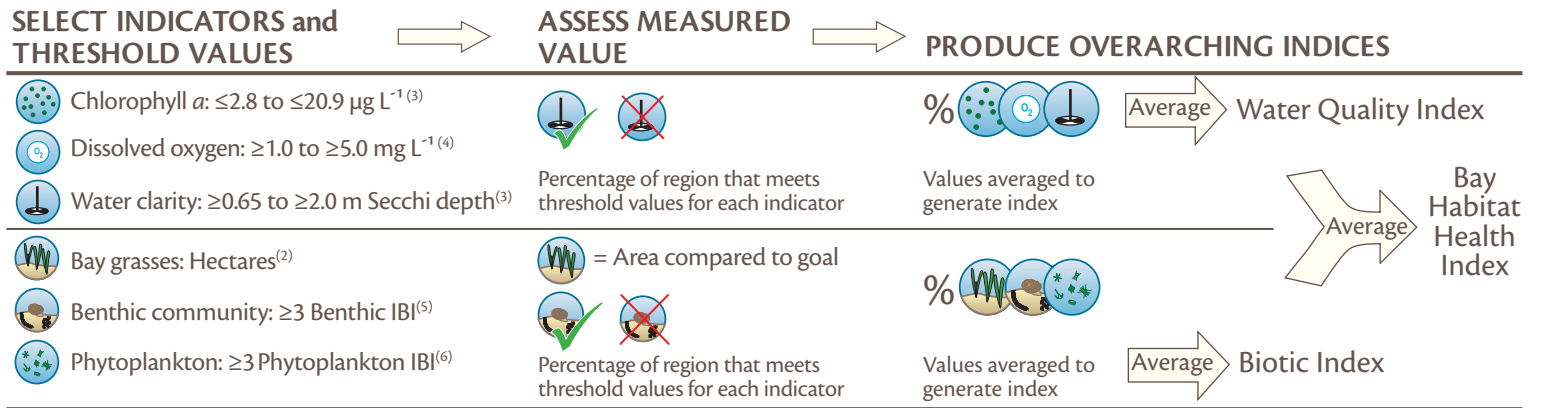 SELECT INDICATORS and
THRESHOLD VALUES
ASSESS MEASURED
VALUE
PRODUCE OVERARCHING INDICES
Chlorophyll a: ≤2.8 to ≤20.9 µg L⁻¹ ⁽³⁾
Dissolved oxygen: ≥1.0 to ≥5.0 mg L⁻¹ ⁽⁴⁾
O₂
Water clarity: ≥0.65 to ≥2.0 m Secchi depth⁽³⁾
Percentage of region that meets
threshold values for each indicator
%
O₂
Values averaged to
generate index
Average
Water Quality Index
Bay grasses: Hectares⁽²⁾
Benthic community: ≥3 Benthic IBI⁽⁵⁾
Phytoplankton: ≥3 Phytoplankton IBI⁽⁶⁾
= Area compared to goal
Percentage of region that meets
threshold values for each indicator
%
Values averaged to
generate index
Average
Biotic Index
Average
Bay
Habitat
Health
Index